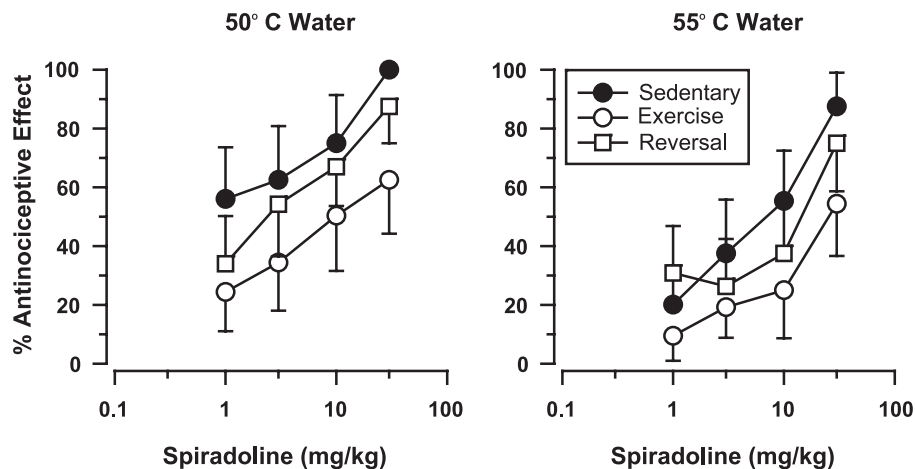 50° C Water
% Antinociceptive Effect
100
80
60
40
20
0
0.1 1 10 100
Spiradoline (mg/kg)
55° C Water
Sedentary
Exercise
Reversal
100
80
60
40
20
0
0.1 1 10 100
Spiradoline (mg/kg)